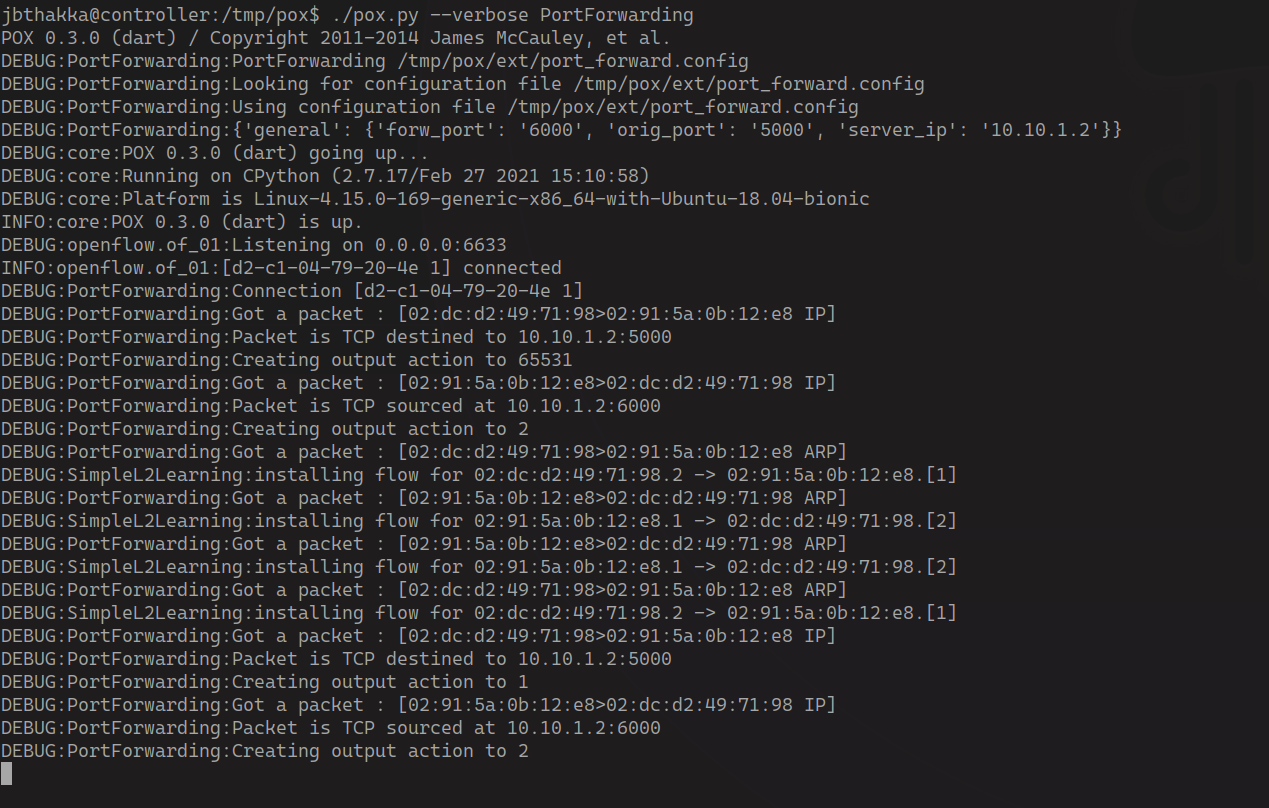 jbthakka@controller:/tmp/pox$ ./pox.py --verbose PortForwarding
POX 0.3.0 (dart) / Copyright 2011-2014 James McCauley, et al.
DEBUG:PortForwarding:PortForwarding /tmp/pox/ext/port_forward.config
DEBUG:PortForwarding:Looking for configuration file /tmp/pox/ext/port_forward.config
DEBUG:PortForwarding:Using configuration file /tmp/pox/ext/port_forward.config
DEBUG:PortForwarding:{'general': {'forw_port': '6000', 'orig_port': '5000', 'server_ip': '10.10.1.2'}}
DEBUG:core:POX 0.3.0 (dart) going up...
DEBUG:core:Running on CPython (2.7.17/Feb 27 2021 15:10:58)
DEBUG:core:Platform is Linux-4.15.0-169-generic-x86_64-with-Ubuntu-18.04-bionic
INFO:core:POX 0.3.0 (dart) is up.
DEBUG:openflow.of_01:Listening on 0.0.0.0:6633
INFO:openflow.of_01:[d2-c1-04-79-20-4e 1] connected
DEBUG:PortForwarding:Connection [d2-c1-04-79-20-4e 1]
DEBUG:PortForwarding:Got a packet : [02:dc:d2:49:71:98>02:91:5a:0b:12:e8 IP]
DEBUG:PortForwarding:Packet is TCP destined to 10.10.1.2:5000
DEBUG:PortForwarding:Creating output action to 65531
DEBUG:PortForwarding:Got a packet : [02:91:5a:0b:12:e8>02:dc:d2:49:71:98 IP]
DEBUG:PortForwarding:Packet is TCP sourced at 10.10.1.2:6000
DEBUG:PortForwarding:Creating output action to 2
DEBUG:PortForwarding:Got a packet : [02:dc:d2:49:71:98>02:91:5a:0b:12:e8 ARP]
DEBUG:SimpleL2Learning:installing flow for 02:dc:d2:49:71:98.2 -> 02:91:5a:0b:12:e8.[1]
DEBUG:PortForwarding:Got a packet : [02:91:5a:0b:12:e8>02:dc:d2:49:71:98 ARP]
DEBUG:SimpleL2Learning:installing flow for 02:91:5a:0b:12:e8.1 -> 02:dc:d2:49:71:98.[2]
DEBUG:PortForwarding:Got a packet : [02:91:5a:0b:12:e8>02:dc:d2:49:71:98 ARP]
DEBUG:SimpleL2Learning:installing flow for 02:91:5a:0b:12:e8.1 -> 02:dc:d2:49:71:98.[2]
DEBUG:PortForwarding:Got a packet : [02:dc:d2:49:71:98>02:91:5a:0b:12:e8 ARP]
DEBUG:SimpleL2Learning:installing flow for 02:dc:d2:49:71:98.2 -> 02:91:5a:0b:12:e8.[1]
DEBUG:PortForwarding:Got a packet : [02:dc:d2:49:71:98>02:91:5a:0b:12:e8 IP]
DEBUG:PortForwarding:Packet is TCP destined to 10.10.1.2:5000
DEBUG:PortForwarding:Creating output action to 1
DEBUG:PortForwarding:Got a packet : [02:91:5a:0b:12:e8>02:dc:d2:49:71:98 IP]
DEBUG:PortForwarding:Packet is TCP sourced at 10.10.1.2:6000
DEBUG:PortForwarding:Creating output action to 2